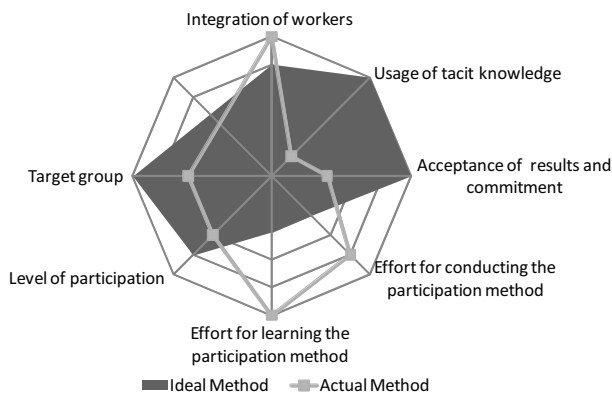 Integration of workers
Usage of tacit knowledge
Target group
Acceptance of results and
commitment
Level of participation
Effort for conducting the
participation method
Effort for learning the
participation method
Ideal Method
Actual Method